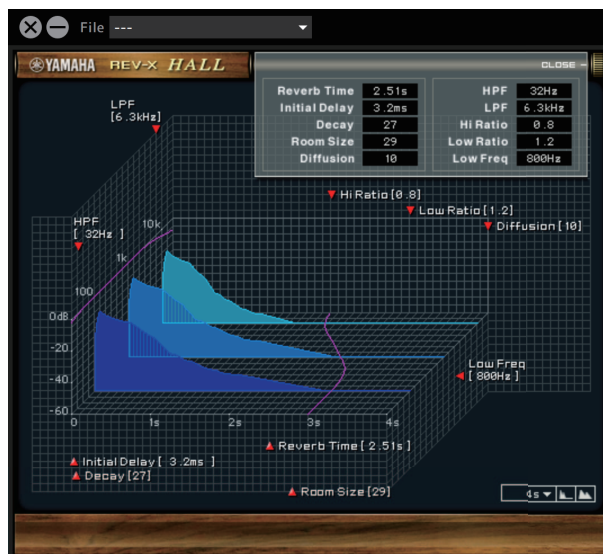 File ---
YAMAHA REV-X HALL
CLOSE -
Reverb Time 2.51s
Initial Delay 3.2ms
Decay 27
Room Size 29
Diffusion 10
HPF 32Hz
LPF 6.3kHz
Hi Ratio 0.8
Low Ratio 1.2
Low Freq 800Hz
LPF
[6.3kHz]
Hi Ratio[0.8]
Low Ratio[1.2]
Diffusion[10]
HPF
[ 32Hz ]
10k
1k
100
0dB
-20
-40
-60
0 1s 2s 3s 4s
Low Freq
[ 800Hz ]
Reverb Time[ 2.51s ]
Initial Delay[ 3.2ms ]
Decay[27]
Room Size[29]
4s